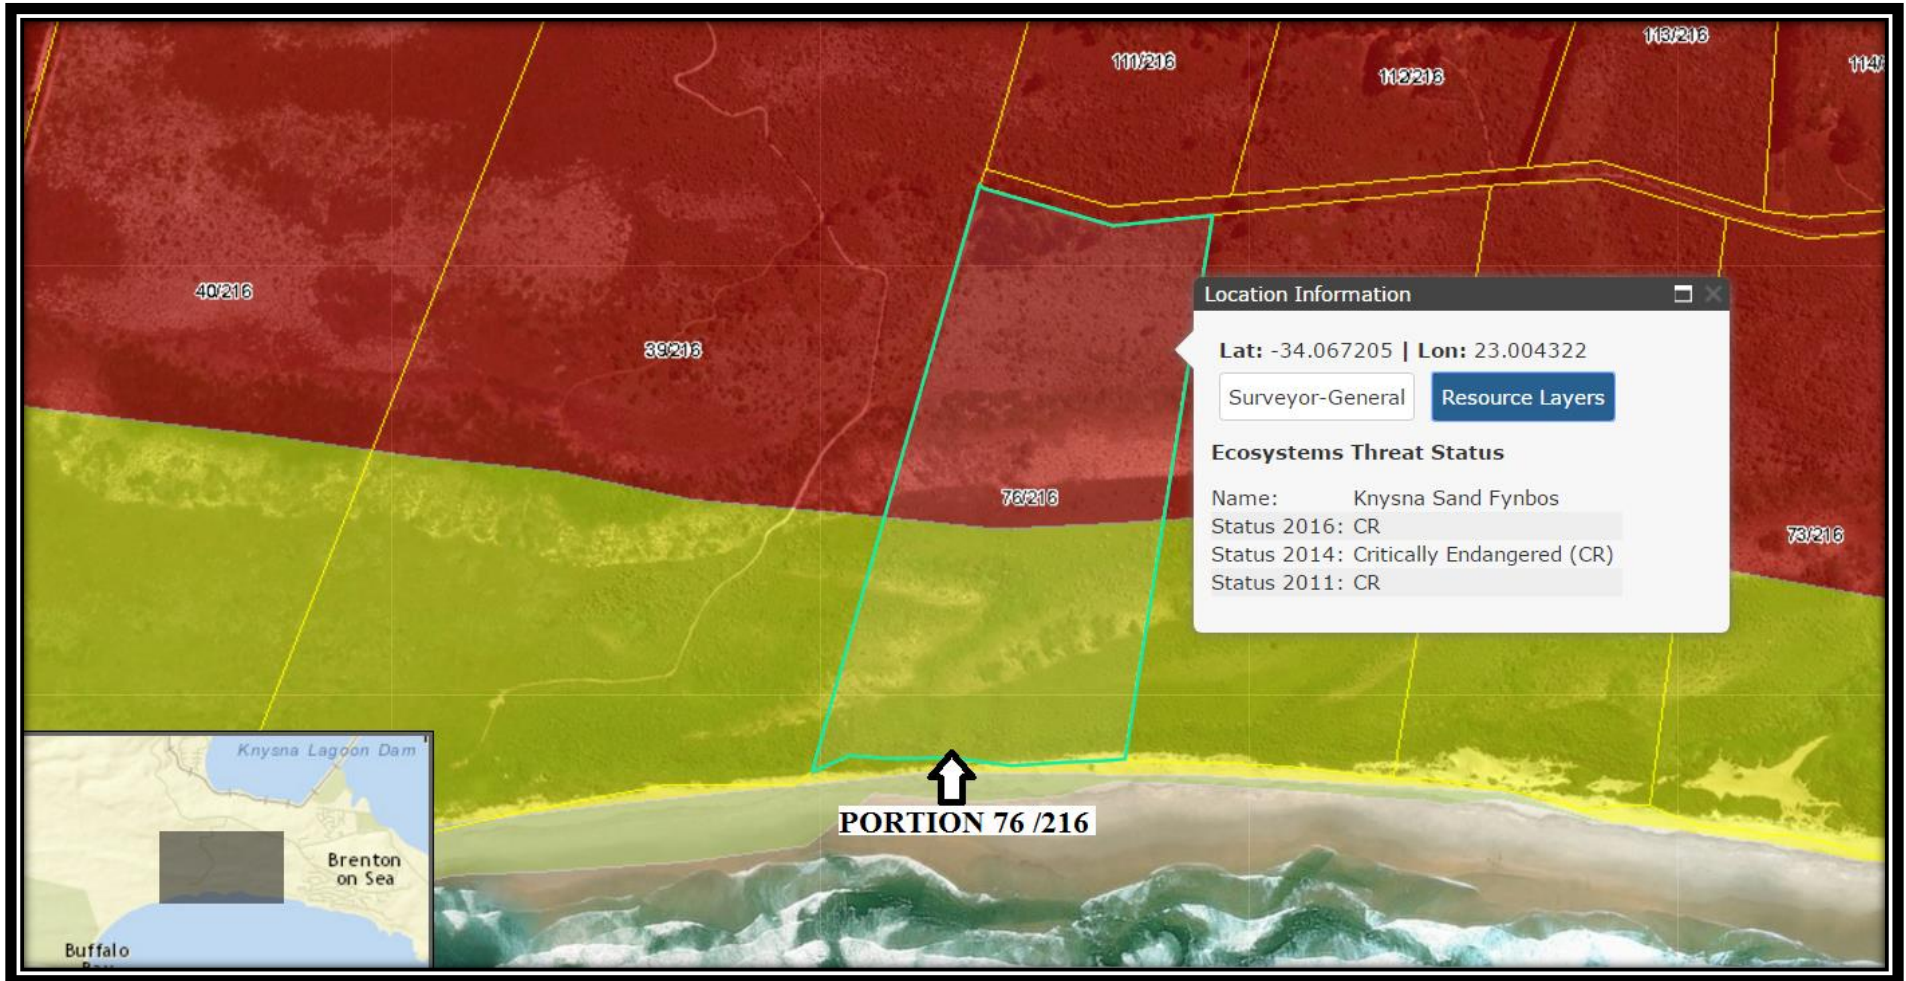 113/216
111/216
114/
112/216
40/216
39/216
Location Information
Lat: -34.067205 | Lon: 23.004322
Surveyor-General Resource Layers
Ecosystems Threat Status
Name: Knysna Sand Fynbos
Status 2016: CR
Status 2014: Critically Endangered (CR)
Status 2011: CR
76/216
73/216
PORTION 76 /216
Knysna Lagoon Dam
Brenton
on Sea
Buffalo